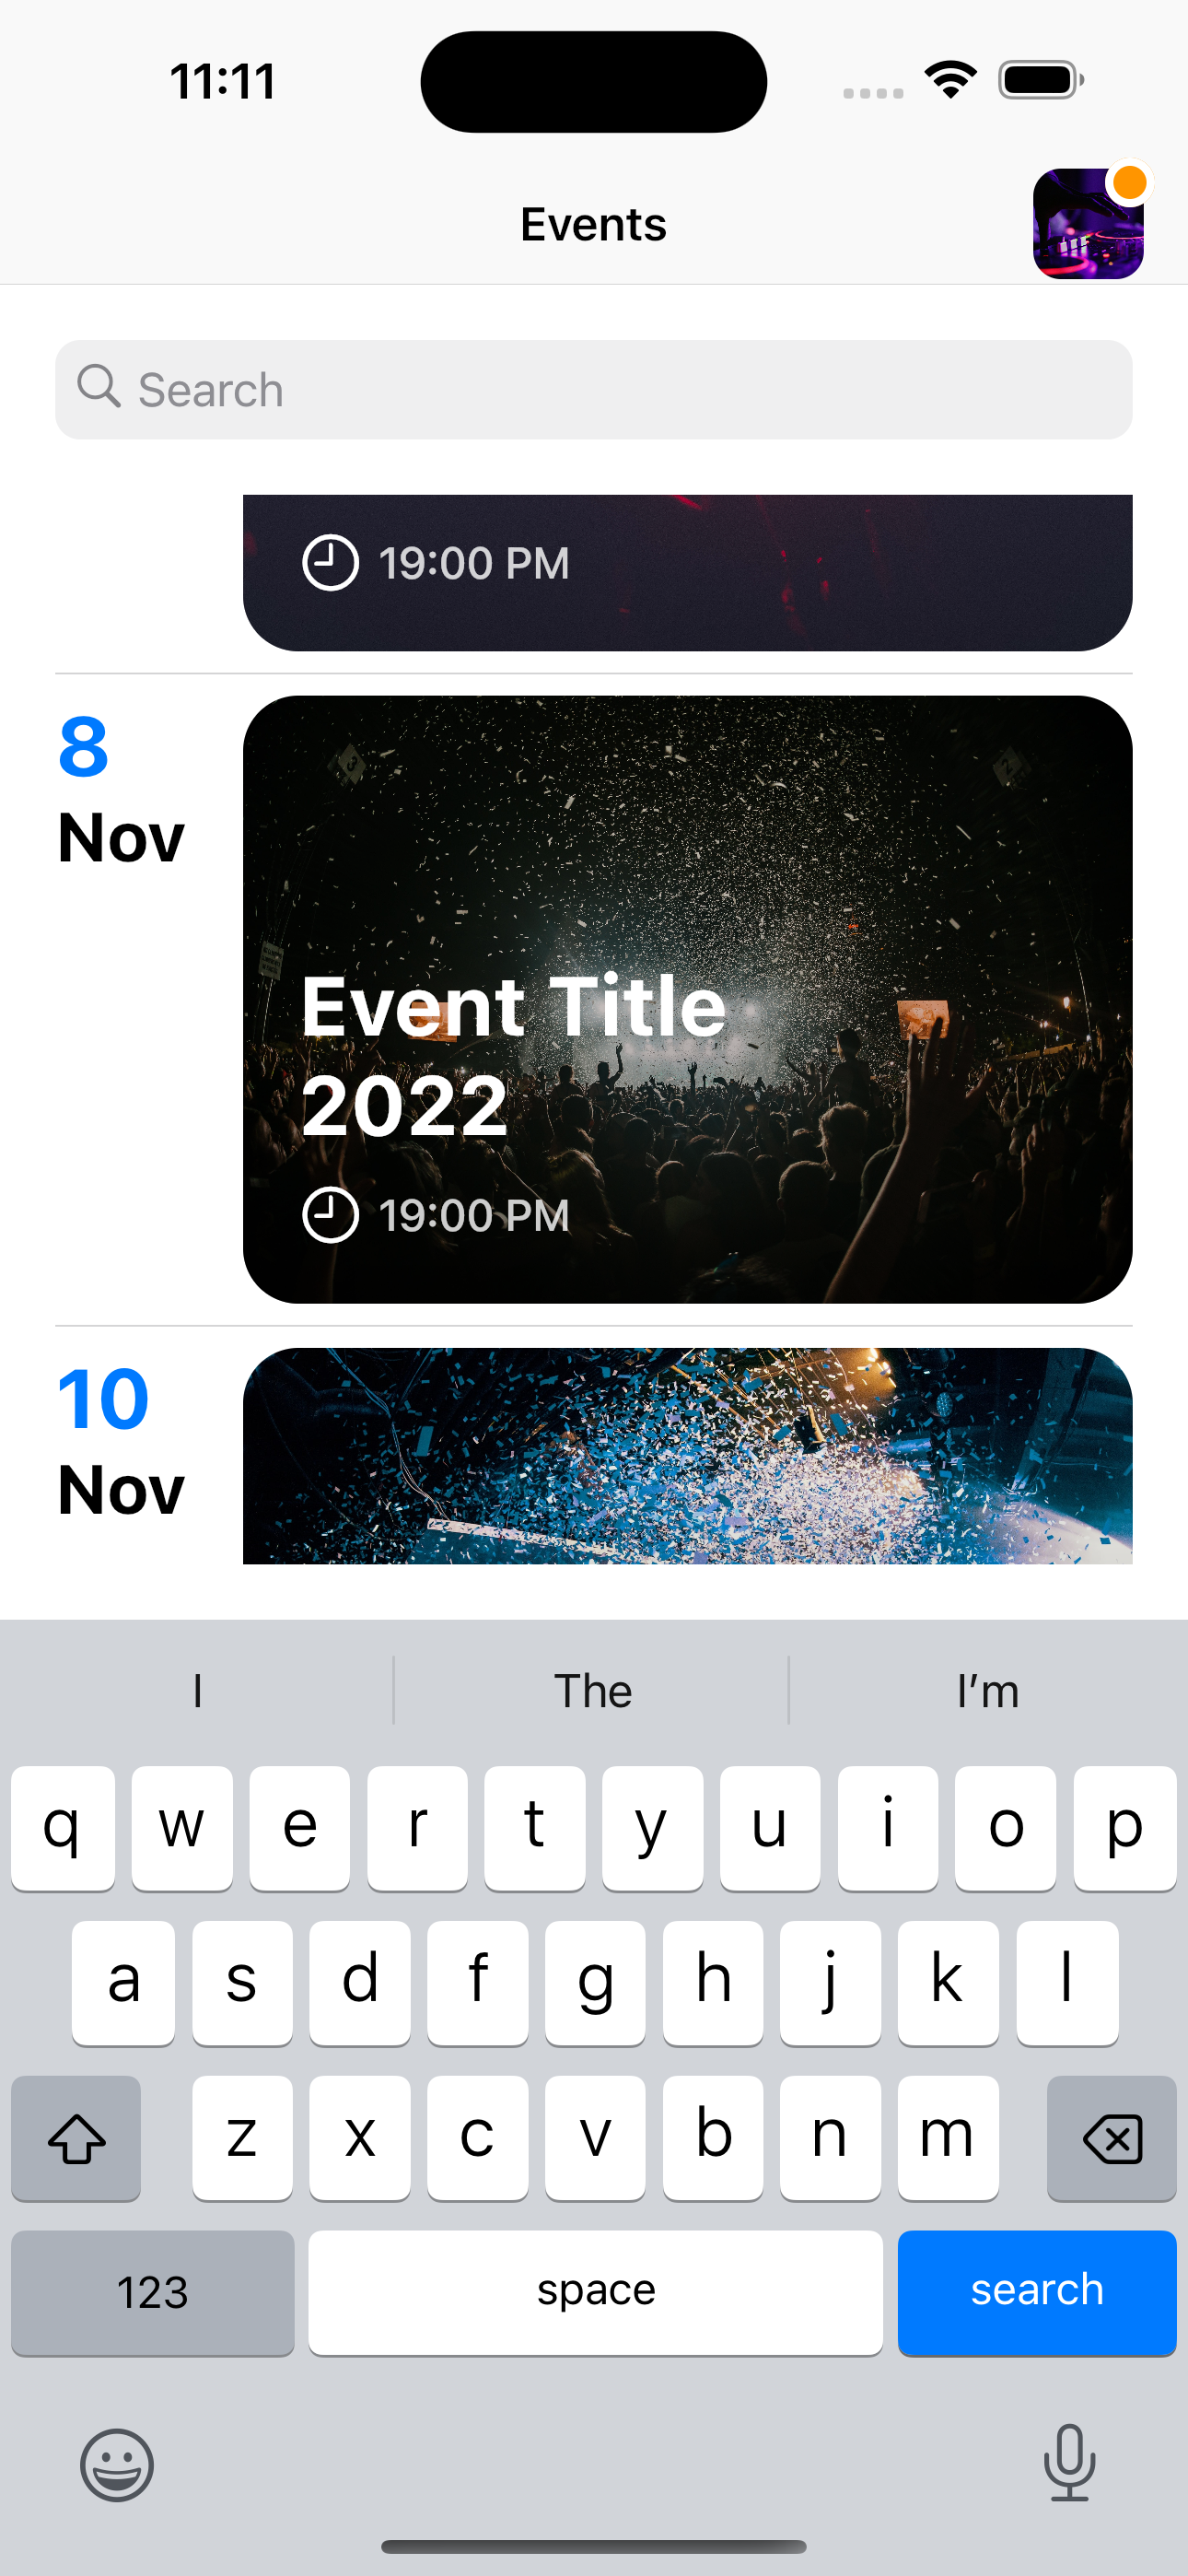 11:11
Events
Search
19:00 PM
8
Nov
Event Title
2022
19:00 PM
10
Nov
I The I’m
q w e r t y u i o p
a s d f g h j k l
z x c v b n m
123 space search